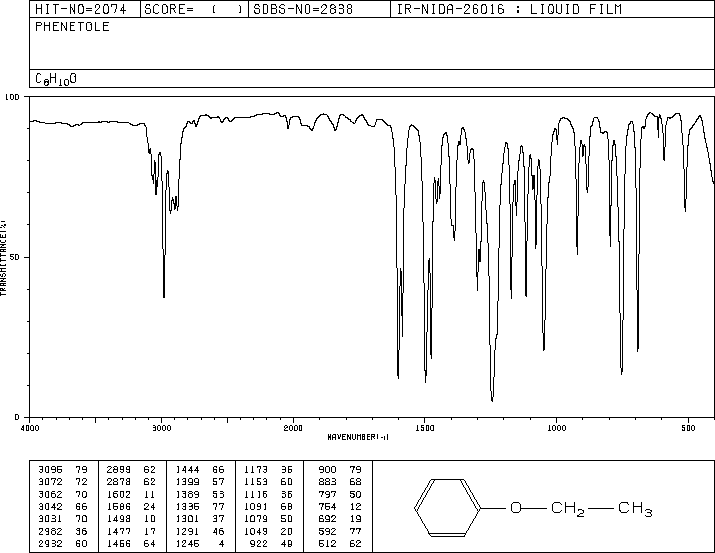 HIT-NO=2074 SCORE= ( ) SDBS-NO=2838 IR-NIDA-26016 : LIQUID FILM
PHENETOLE
C8H10O
100
50
0
TRANSMITTANCE(%)
4000 3000 2000 1500 1000 500
WAVENUMBER(-1)
3095 79 2899 62 1444 66 1173 35 900 79
3072 72 2878 62 1399 57 1153 60 883 68
3062 70 1602 11 1389 53 1116 36 797 50
3042 66 1586 24 1335 77 1091 68 754 12
3031 70 1498 10 1301 37 1079 50 692 19
2982 36 1477 17 1291 46 1049 20 592 77
2932 60 1456 64 1245 4 922 49 512 62
O CH2 CH3